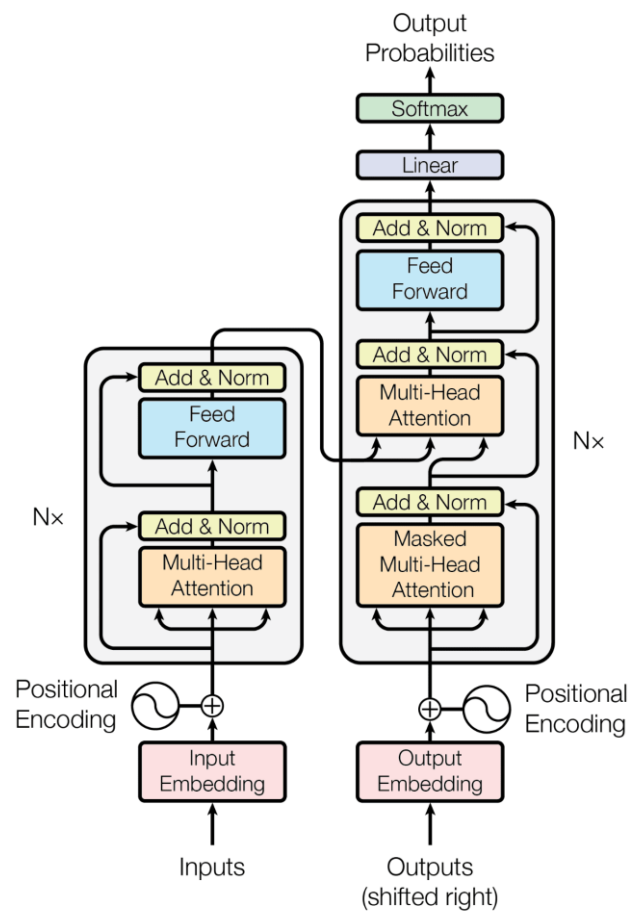 Output
Probabilities
Softmax
Linear
Add & Norm
Feed
Forward
Add & Norm
Multi-Head
Attention
Add & Norm
Masked
Multi-Head
Attention
N×
Add & Norm
Feed
Forward
Add & Norm
Multi-Head
Attention
N×
Positional
Encoding
Positional
Encoding
Input
Embedding
Output
Embedding
Inputs
Outputs
(shifted right)